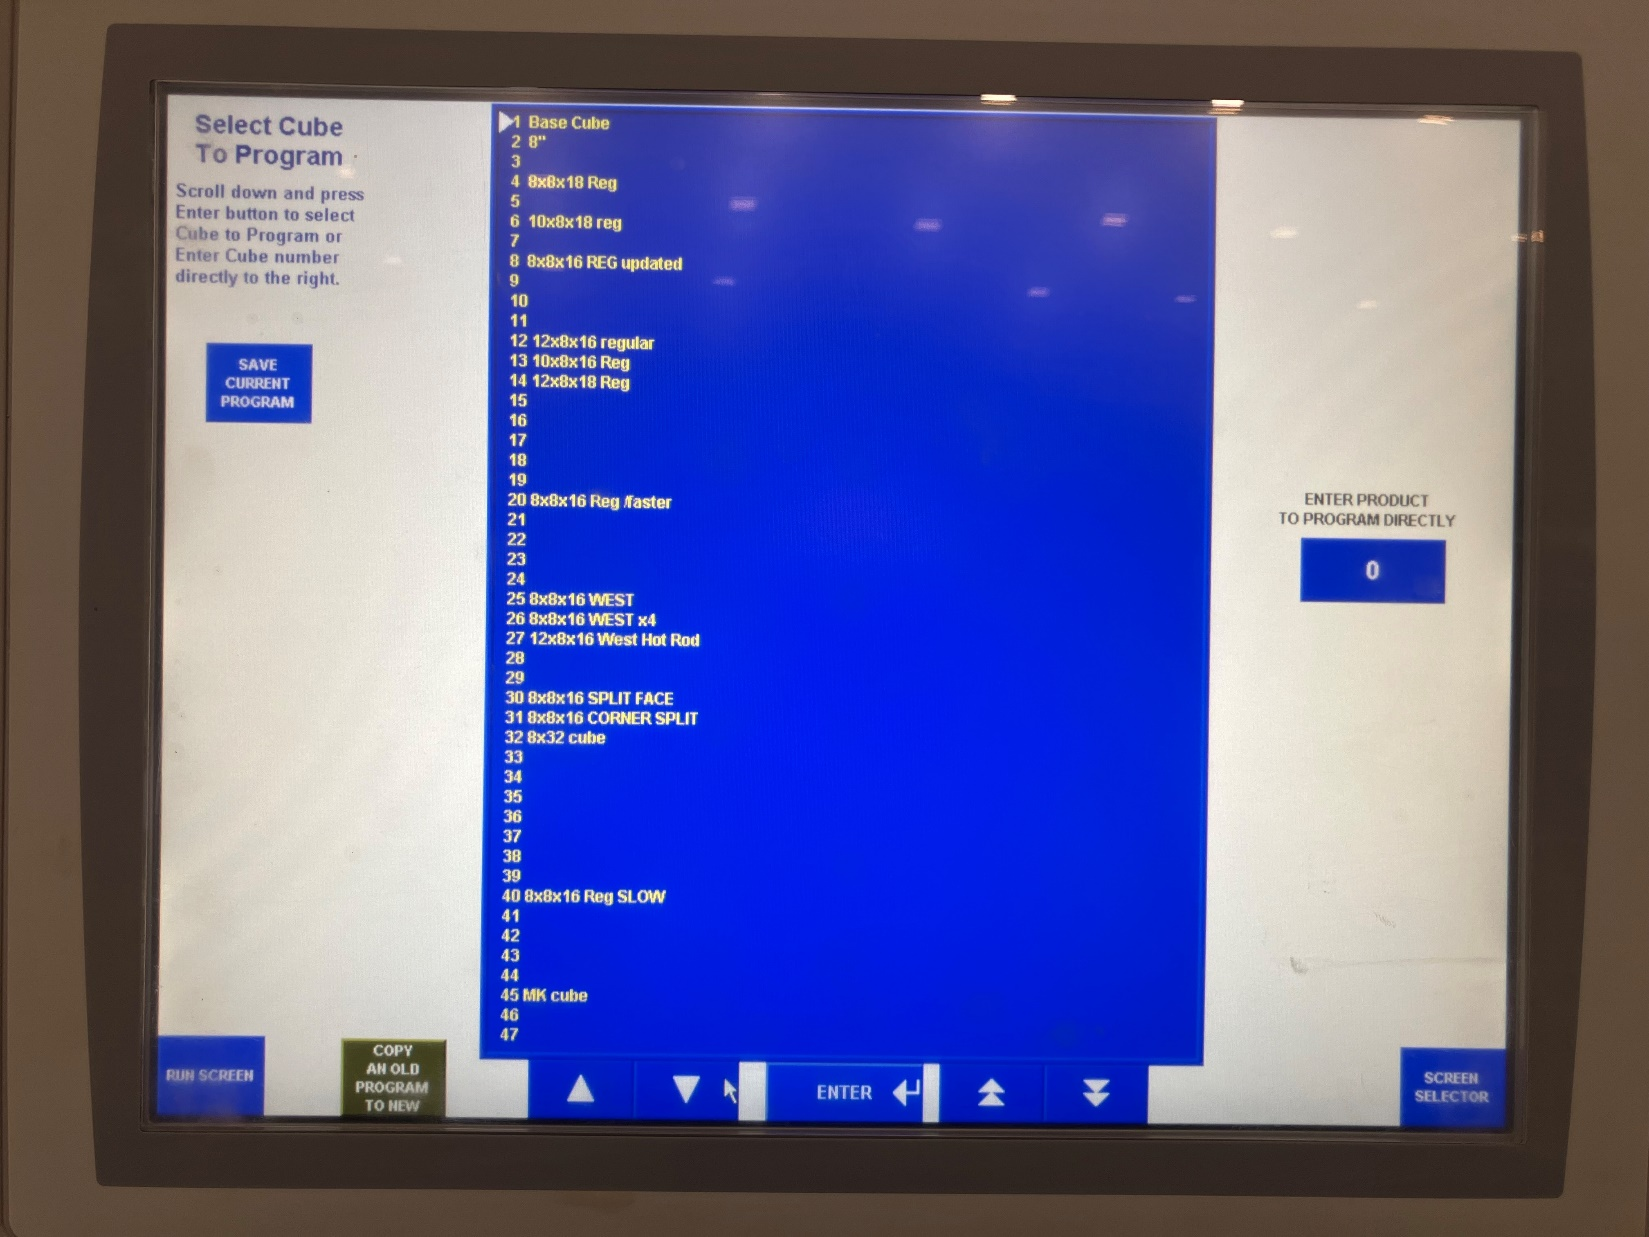 Select Cube
To Program
Scroll down and press
Enter button to select
Cube to Program or
Enter Cube number
directly to the right.
SAVE
CURRENT
PROGRAM
1 Base Cube
2 8"
3
4 8x8x18 Reg
5
6 10x8x18 reg
7
8 8x8x16 REG updated
9
10
11
12 12x8x16 regular
13 10x8x16 Reg
14 12x8x18 Reg
15
16
17
18
19
20 8x8x16 Reg /faster
21
22
23
24
25 8x8x16 WEST
26 8x8x16 WEST x4
27 12x8x16 West Hot Rod
28
29
30 8x8x16 SPLIT FACE
31 8x8x16 CORNER SPLIT
32 8x32 cube
33
34
35
36
37
38
39
40 8x8x16 Reg SLOW
41
42
43
44
45 MK cube
46
47
ENTER PRODUCT
TO PROGRAM DIRECTLY
0
RUN SCREEN
COPY
AN OLD
PROGRAM
TO NEW
ENTER
SCREEN
SELECTOR